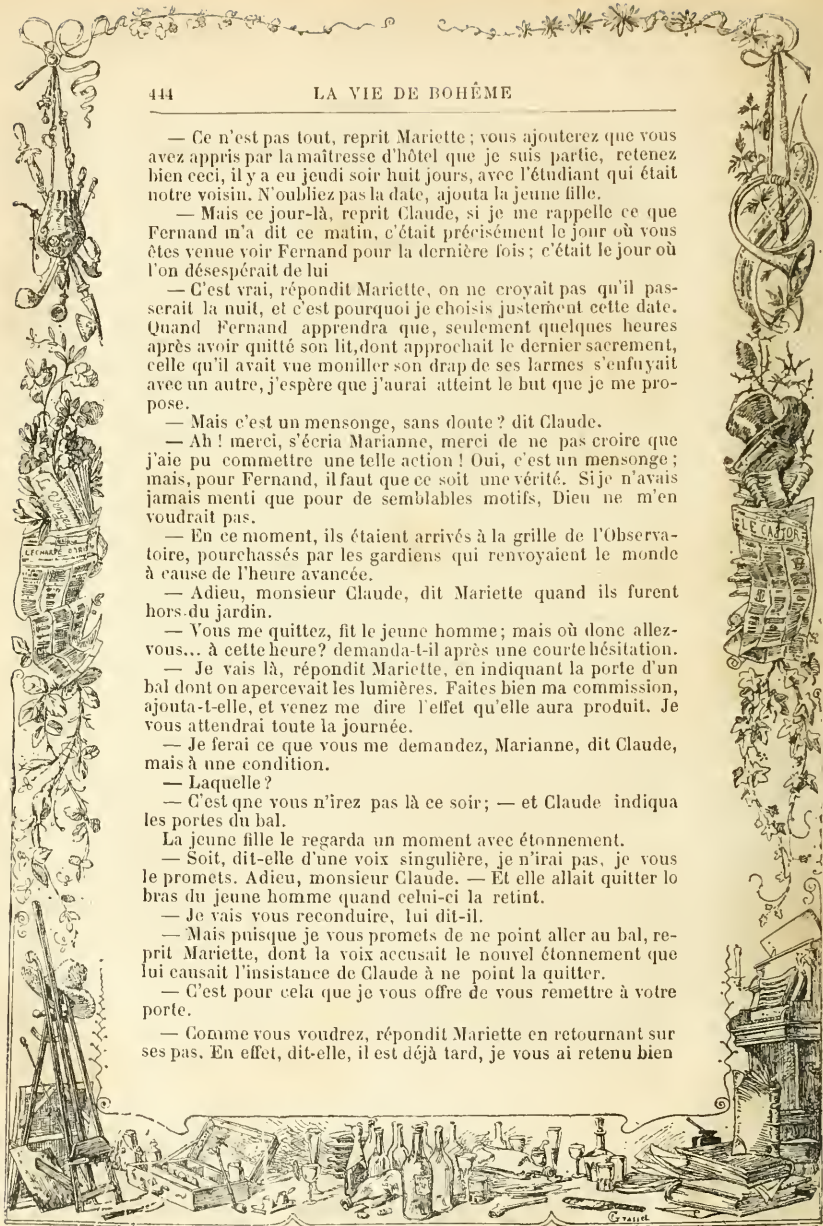 444 LA VIE DE BOHÊME
— Ce n'est pas tout, reprit Mariette ; vous ajouterez que vous
avez appris par la maîtresse d'hôtel que je suis partie, retenez
bien ceci, il y a eu jeudi soir huit jours, avec l'étudiant qui était
notre voisin. N'oubliez pas la date, ajouta la jeune fille.
— Mais ce jour-là, reprit Claude, si je me rappelle ce que
Fernand m'a dit ce matin, c'était précisément le jour où vous
êtes venue voir Fernand pour la dernière fois ; c'était le jour où
l'on désespérait de lui
— C'est vrai, répondit Mariette, on ne croyait pas qu'il pas-
serait la nuit, et c'est pourquoi je choisis justement cette date.
Quand Fernand apprendra que, seulement quelques heures
après avoir quitté son lit, dont approchait le dernier sacrement,
celle qu'il avait vue mouiller son drap de ses larmes s'enfuyait
avec un autre, j'espère que j'aurai atteint le but que je me pro-
pose.
— Mais c'est un mensonge, sans doute ? dit Claude.
— Ah ! merci, s'écria Marianne, merci de ne pas croire que
j'aie pu commettre une telle action ! Oui, c'est un mensonge ;
mais, pour Fernand, il faut que ce soit une vérité. Si je n'avais
jamais menti que pour de semblables motifs, Dieu ne m'en
voudrait pas.
— En ce moment, ils étaient arrivés à la grille de l'Observa-
toire, pourchassés par les gardiens qui renvoyaient le monde
à cause de l'heure avancée.
— Adieu, monsieur Claude, dit Mariette quand ils furent
hors du jardin.
— Vous me quittez, fit le jeune homme ; mais où donc allez-
vous... à cette heure ? demanda-t-il après une courte hésitation.
— Je vais là, répondit Mariette, en indiquant la porte d'un
bal dont on apercevait les lumières. Faites bien ma commission,
ajouta-t-elle, et venez me dire l'effet qu'elle aura produit. Je
vous attendrai toute la journée.
— Je ferai ce que vous me demandez, Marianne, dit Claude,
mais à une condition.
— Laquelle ?
— C'est que vous n'irez pas là ce soir ; — et Claude indiqua
les portes du bal.
La jeune fille le regarda un moment avec étonnement.
— Soit, dit-elle d'une voix singulière, je n'irai pas, je vous
le promets. Adieu, monsieur Claude. — Et elle allait quitter le
bras du jeune homme quand celui-ci la retint.
— Je vais vous reconduire, lui dit-il.
— Mais puisque je vous promets de ne point aller au bal, re-
prit Mariette, dont la voix accusait le nouvel étonnement que
lui causait l'insistance de Claude à ne point la quitter.
— C'est pour cela que je vous offre de vous remettre à votre
porte.
— Comme vous voudrez, répondit Mariette en retournant sur
ses pas. En effet, dit-elle, il est déjà tard, je vous ai retenu bien
LE CASTOR